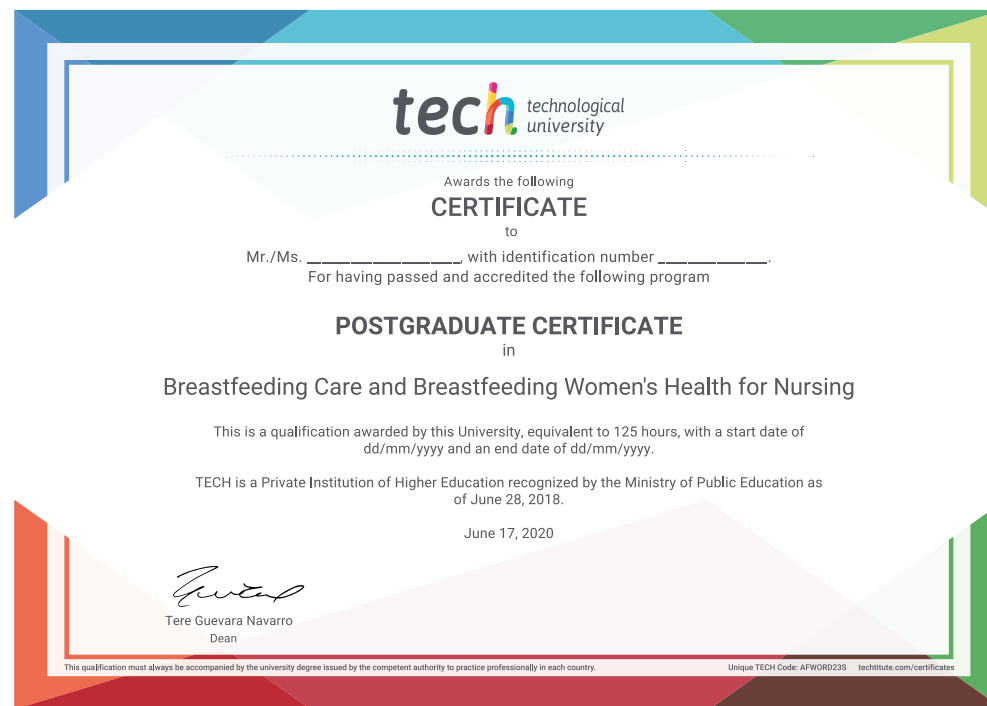 tech technological
university
Awards the following
CERTIFICATE
to
Mr./Ms. ____________________, with identification number ______________.
For having passed and accredited the following program
POSTGRADUATE CERTIFICATE
in
Breastfeeding Care and Breastfeeding Women's Health for Nursing
This is a qualification awarded by this University, equivalent to 125 hours, with a start date of
dd/mm/yyyy and an end date of dd/mm/yyyy.
TECH is a Private Institution of Higher Education recognized by the Ministry of Public Education as
of June 28, 2018.
June 17, 2020
Tere Guevara Navarro
Dean
This qualification must always be accompanied by the university degree issued by the competent authority to practice professionally in each country.
Unique TECH Code: AFWORD23S techtitute.com/certificates